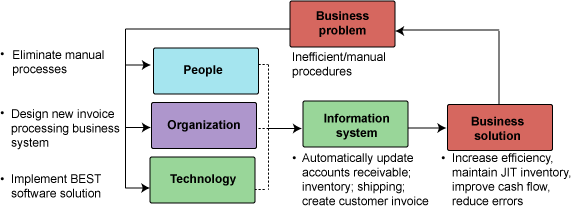 Business
problem
Inefficient/manual
procedures
• Eliminate manual
processes
People
• Design new invoice
processing business
system
Organization
• Implement BEST
software solution
Technology
Information
system
• Automatically update
accounts receivable;
inventory; shipping;
create customer invoice
Business
solution
• Increase efficiency,
maintain JIT inventory,
improve cash flow,
reduce errors